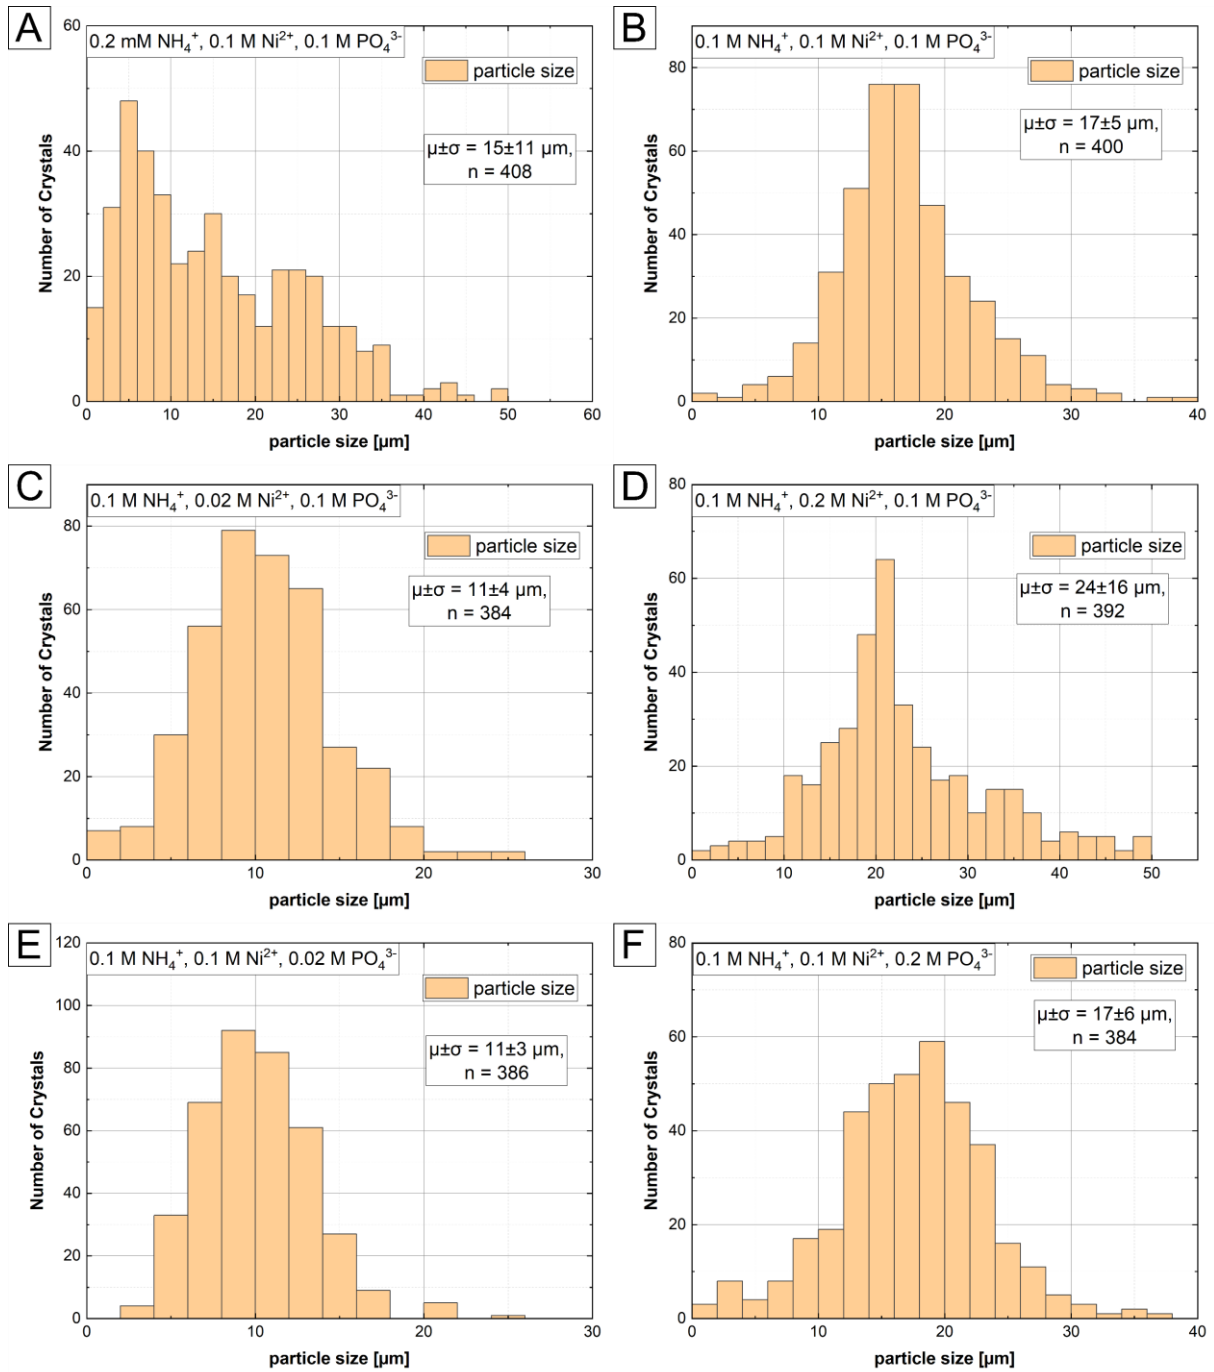 A
0.2 mM NH₄⁺, 0.1 M Ni²⁺, 0.1 M PO₄³⁻
particle size
μ±σ = 15±11 μm,
n = 408
Number of Crystals
60
40
20
0
0 10 20 30 40 50 60
particle size [μm]
B
0.1 M NH₄⁺, 0.1 M Ni²⁺, 0.1 M PO₄³⁻
particle size
μ±σ = 17±5 μm,
n = 400
Number of Crystals
80
60
40
20
0
0 10 20 30 40
particle size [μm]
C
0.1 M NH₄⁺, 0.02 M Ni²⁺, 0.1 M PO₄³⁻
particle size
μ±σ = 11±4 μm,
n = 384
Number of Crystals
80
60
40
20
0
0 10 20 30
particle size [μm]
D
0.1 M NH₄⁺, 0.2 M Ni²⁺, 0.1 M PO₄³⁻
particle size
μ±σ = 24±16 μm,
n = 392
Number of Crystals
80
60
40
20
0
0 10 20 30 40 50
particle size [μm]
E
0.1 M NH₄⁺, 0.1 M Ni²⁺, 0.02 M PO₄³⁻
particle size
μ±σ = 11±3 μm,
n = 386
Number of Crystals
120
100
80
60
40
20
0
0 10 20 30
particle size [μm]
F
0.1 M NH₄⁺, 0.1 M Ni²⁺, 0.2 M PO₄³⁻
particle size
μ±σ = 17±6 μm,
n = 384
Number of Crystals
80
60
40
20
0
0 10 20 30 40
particle size [μm]